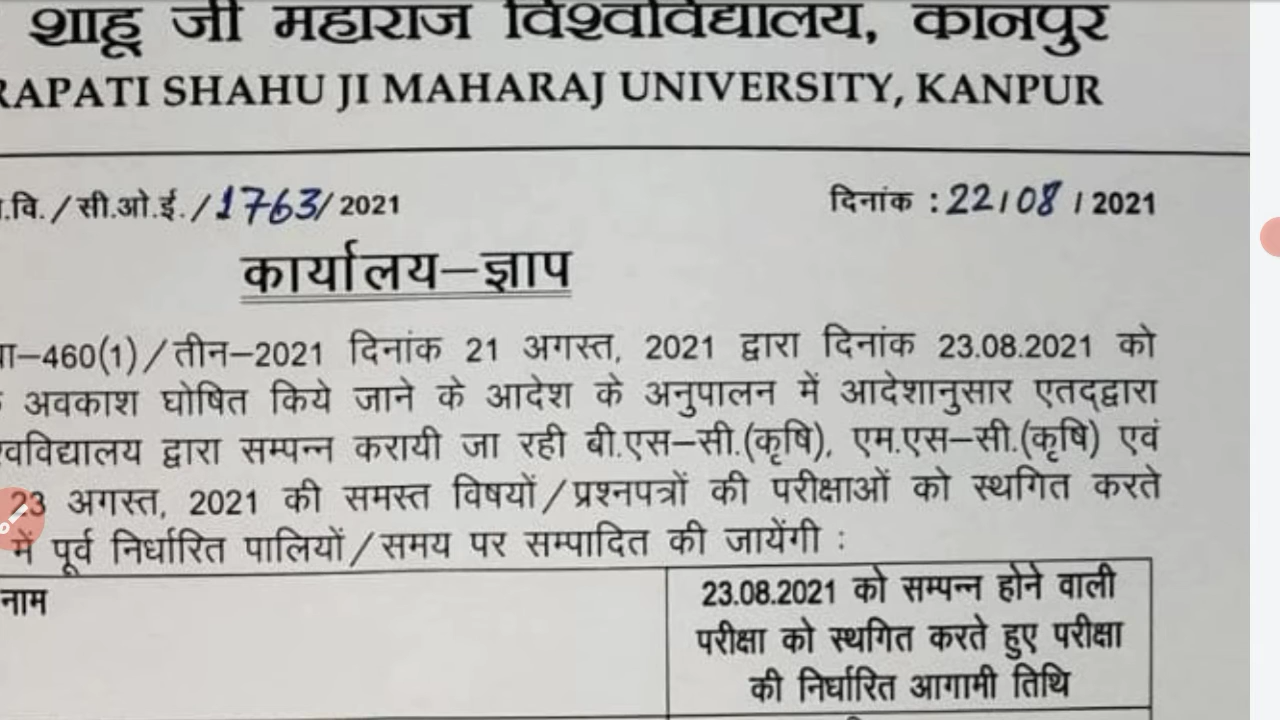 शाहू जी महाराज विश्वविद्यालय, कानपुर
RAPATI SHAHU JI MAHARAJ UNIVERSITY, KANPUR
.वि./सी.ओ.ई./1763/2021 दिनांक : 22/08/2021
कार्यालय–ज्ञाप
या–460(1)/तीन–2021 दिनांक 21 अगस्त, 2021 द्वारा दिनांक 23.08.2021 को
अवकाश घोषित किये जाने के आदेश के अनुपालन में आदेशानुसार एतद्द्वारा
श्वविद्यालय द्वारा सम्पन्न करायी जा रही बी.एस–सी.(कृषि), एम.एस–सी.(कृषि) एवं
23 अगस्त, 2021 की समस्त विषयों/प्रश्नपत्रों की परीक्षाओं को स्थगित करते
में पूर्व निर्धारित पालियों/समय पर सम्पादित की जायेंगी :
नाम
23.08.2021 को सम्पन्न होने वाली
परीक्षा को स्थगित करते हुए परीक्षा
की निर्धारित आगामी तिथि